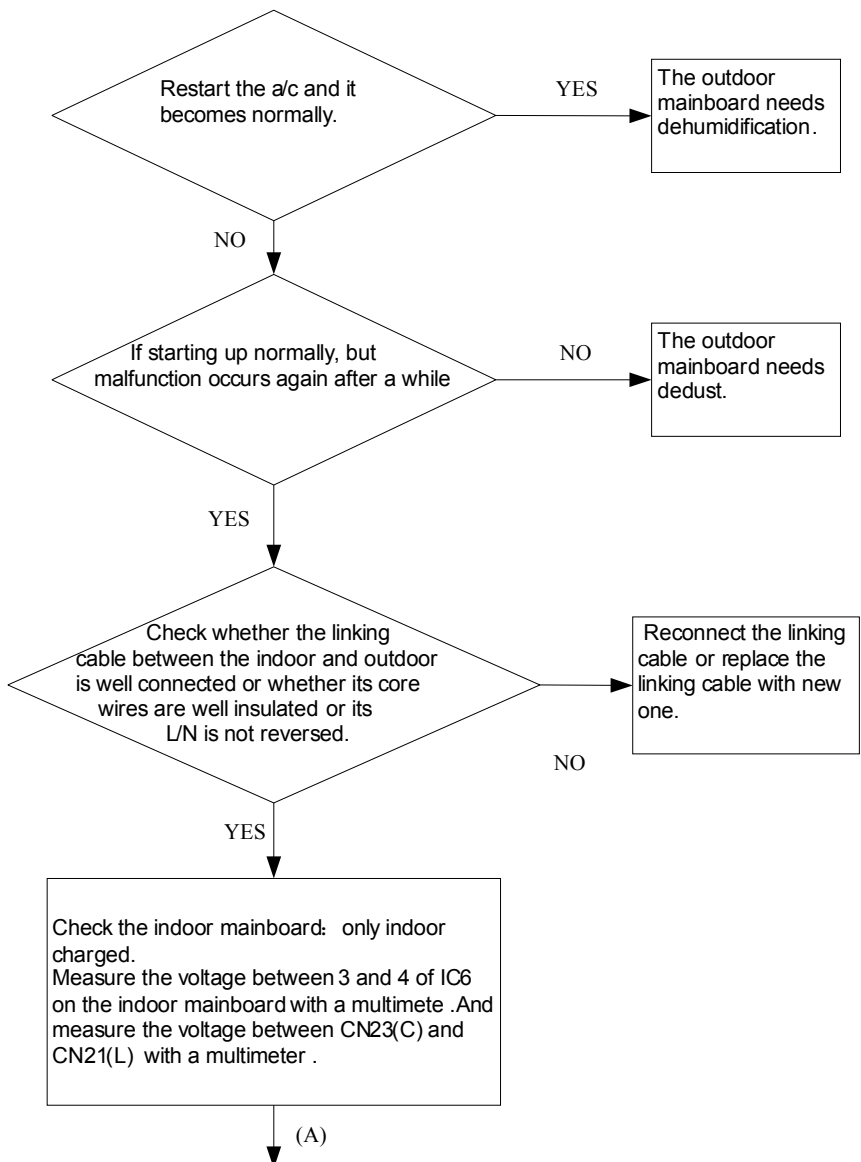 Restart the a/c and it
becomes normally.
YES
The outdoor
mainboard needs
dehumidification.
NO
If starting up normally, but
malfunction occurs again after a while
NO
The outdoor
mainboard needs
dedust.
YES
Check whether the linking
cable between the indoor and outdoor
is well connected or whether its core
wires are well insulated or its
L/N is not reversed.
NO
Reconnect the linking
cable or replace the
linking cable with new
one.
YES
Check the indoor mainboard: only indoor
charged.
Measure the voltage between 3 and 4 of IC6
on the indoor mainboard with a multimete .And
measure the voltage between CN23(C) and
CN21(L) with a multimeter .
(A)